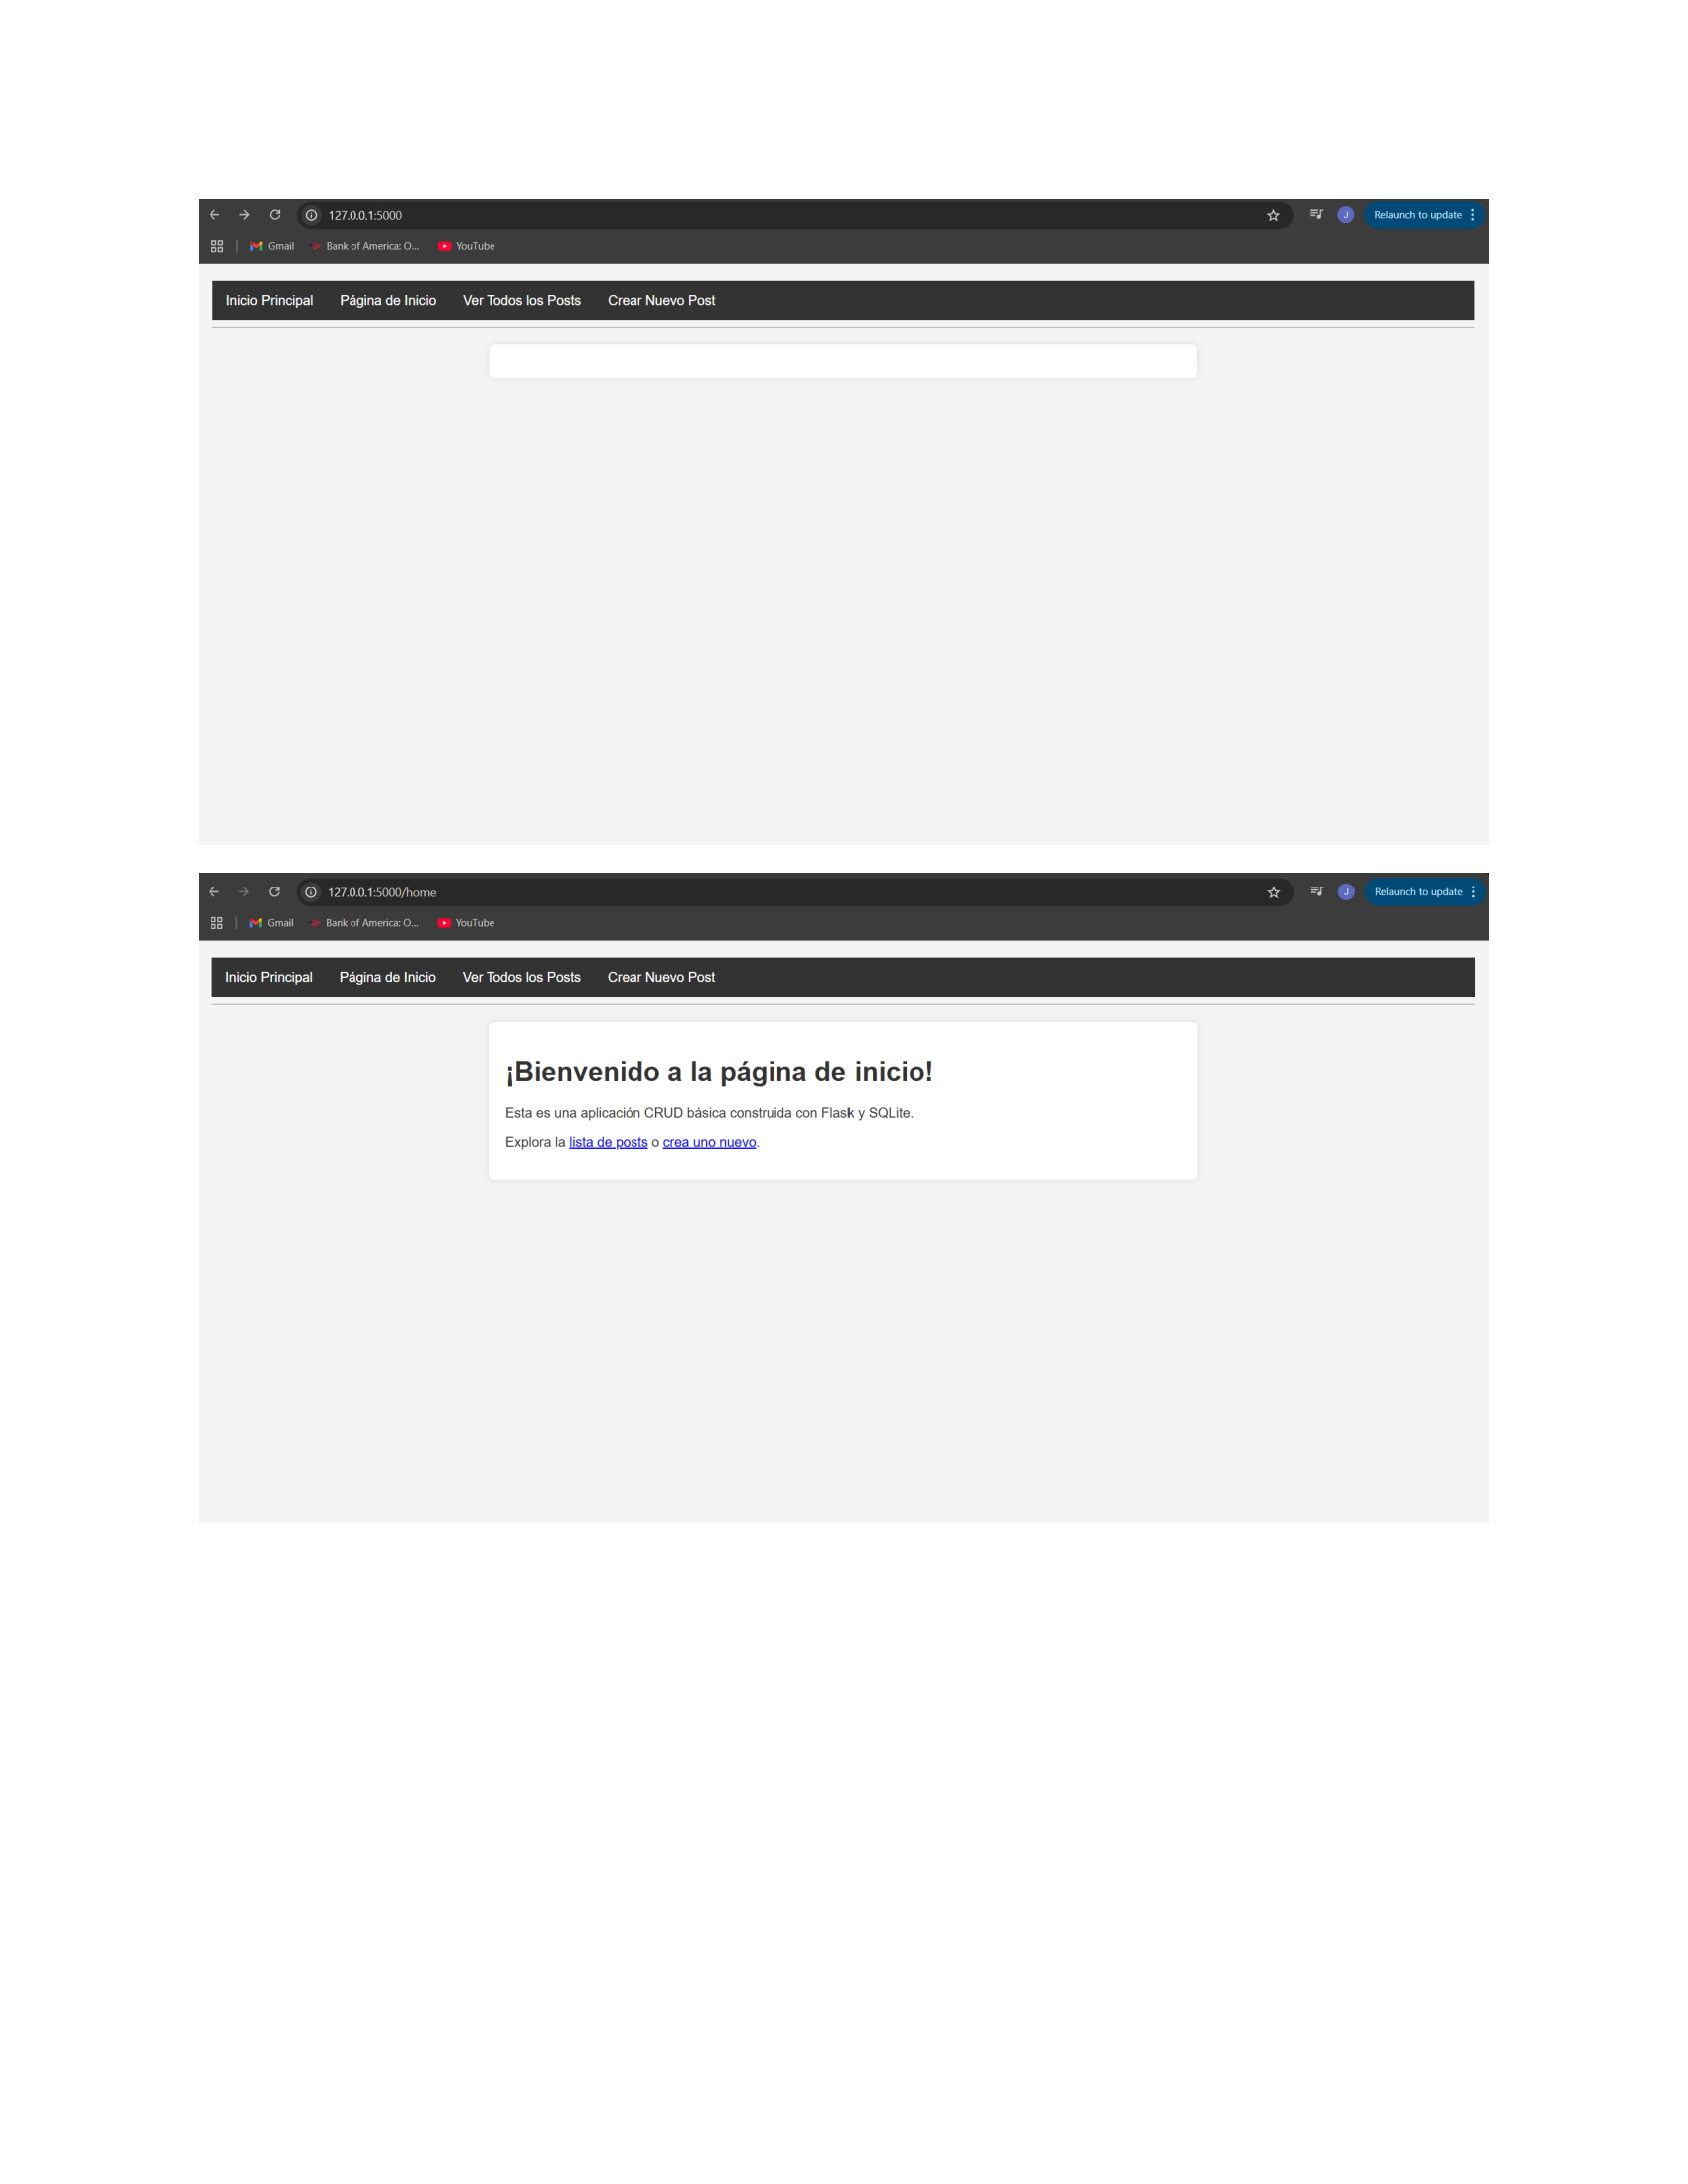 127.0.0.1:5000
Relaunch to update
Gmail Bank of America: O... YouTube
Inicio Principal Página de Inicio Ver Todos los Posts Crear Nuevo Post
127.0.0.1:5000/home
Relaunch to update
Gmail Bank of America: O... YouTube
Inicio Principal Página de Inicio Ver Todos los Posts Crear Nuevo Post
¡Bienvenido a la página de inicio!
Esta es una aplicación CRUD básica construida con Flask y SQLite.
Explora la lista de posts o crea uno nuevo.